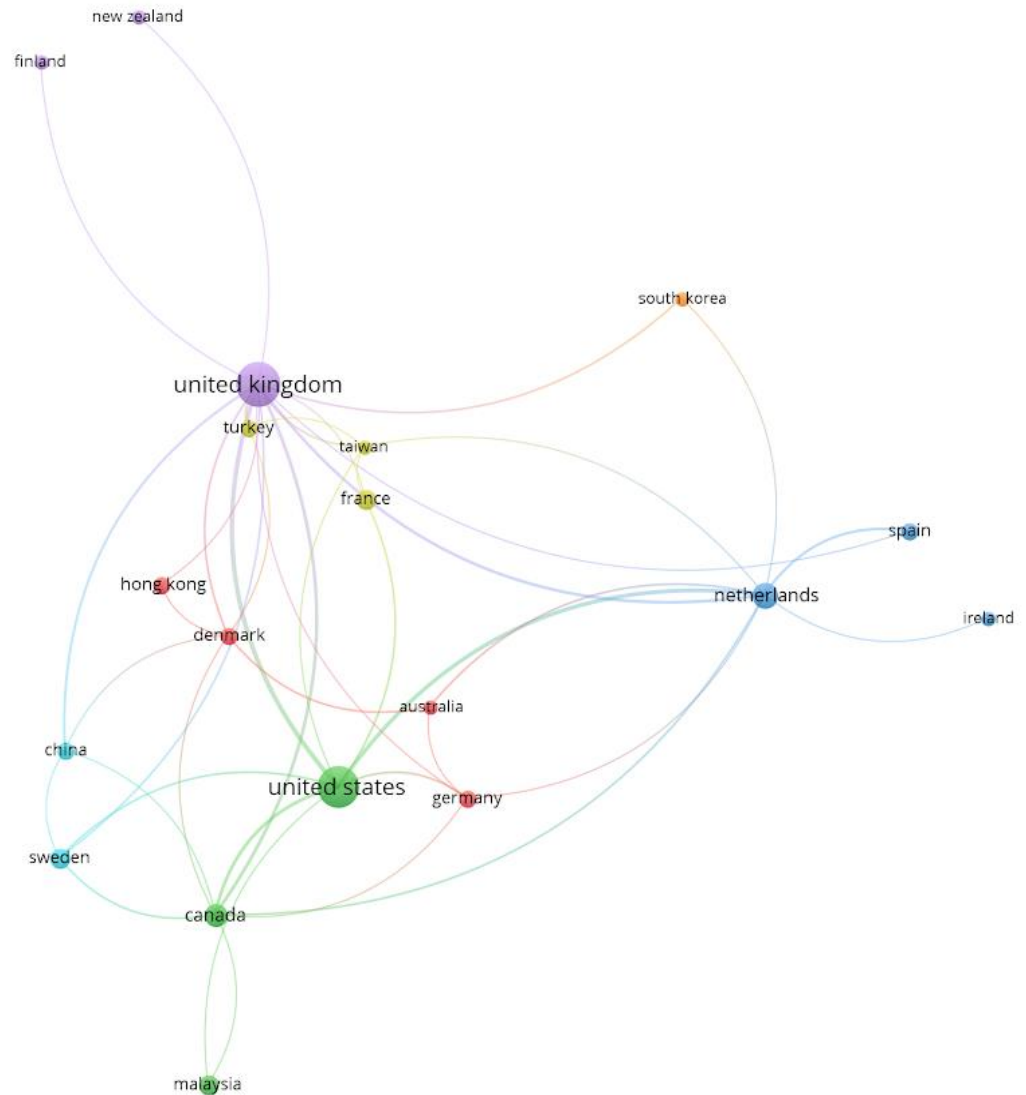 new zealand
finland
south korea
united kingdom
turkey
taiwan
france
spain
hong kong
netherlands
ireland
denmark
australia
china
united states
germany
sweden
canada
malaysia